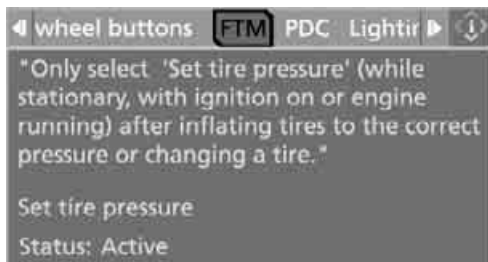 wheel buttons FTM PDC Lightir
"Only select 'Set tire pressure' (while
stationary, with ignition on or engine
running) after inflating tires to the correct
pressure or changing a tire."
Set tire pressure
Status: Active